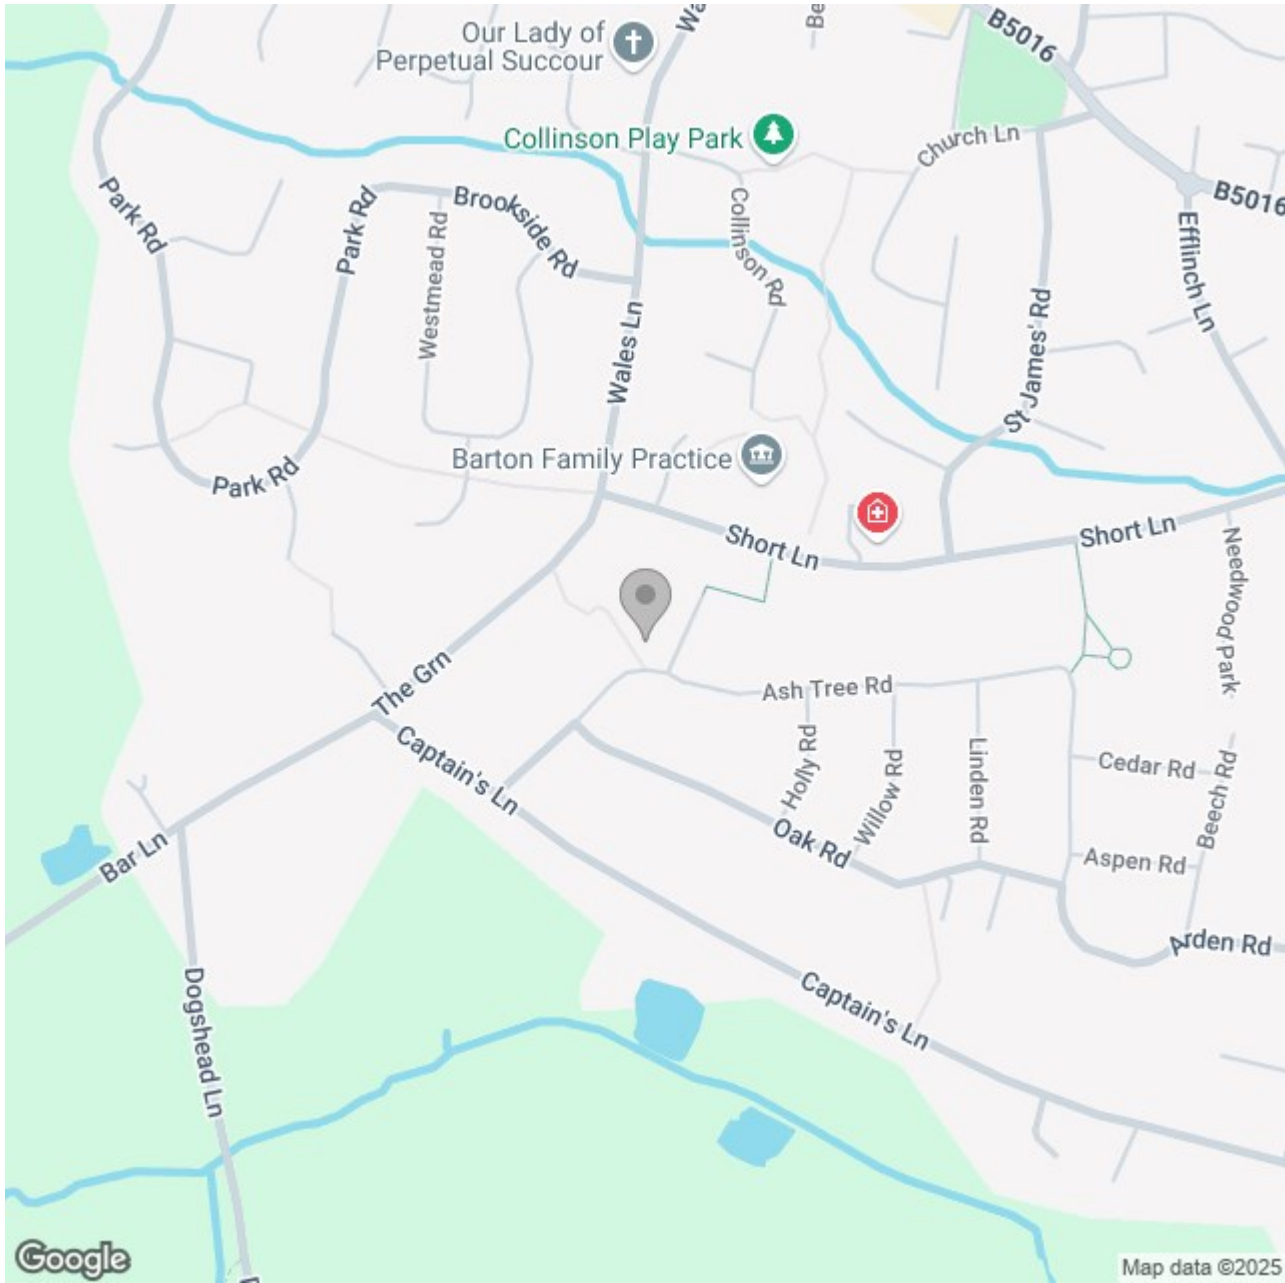 Our Lady of
Perpetual Succour
B5016
Collinson Play Park
Church Ln
B5016
Park Rd
Park Rd
Brookside Rd
Westmead Rd
Collinson Rd
Efflinch Ln
Wales Ln
St James' Rd
Barton Family Practice
Park Rd
Short Ln
Short Ln
Needwood Park
The Grn
Ash Tree Rd
Captain's Ln
Holly Rd
Willow Rd
Linden Rd
Cedar Rd
Beech Rd
Oak Rd
Bar Ln
Aspen Rd
Arden Rd
Dogshead Ln
Captain's Ln
Google
Map data ©2025